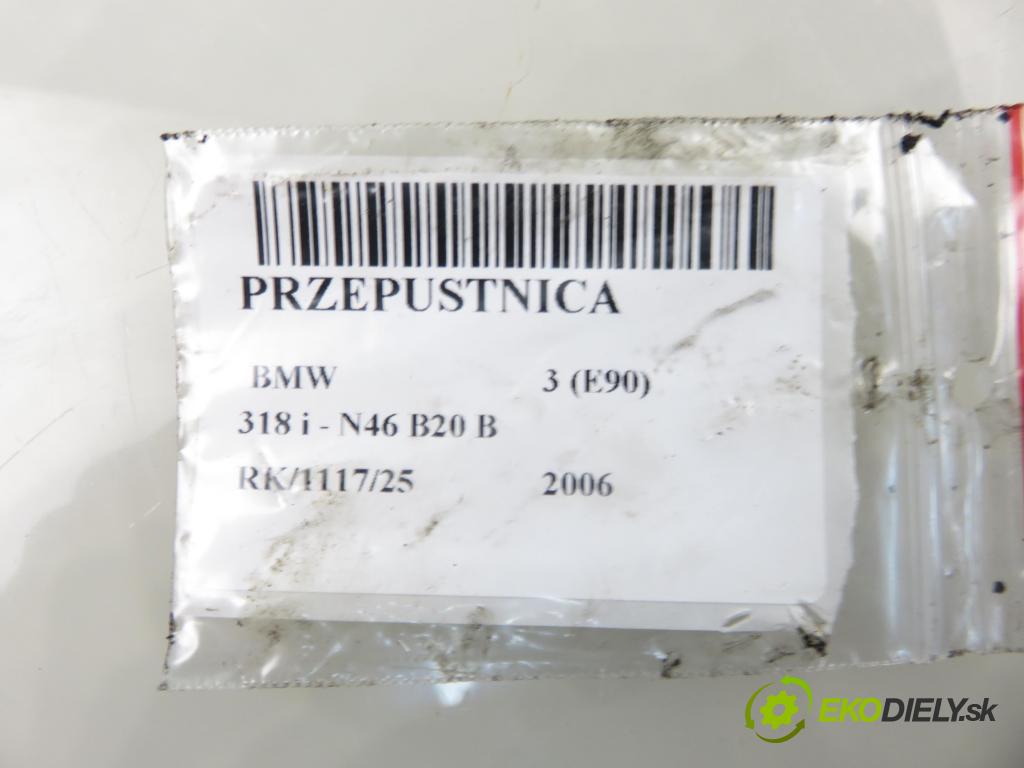 PRZEPUSTNICA
BMW 3 (E90)
318 i - N46 B20 B
RK/1117/25 2006
EKODIELY.sk